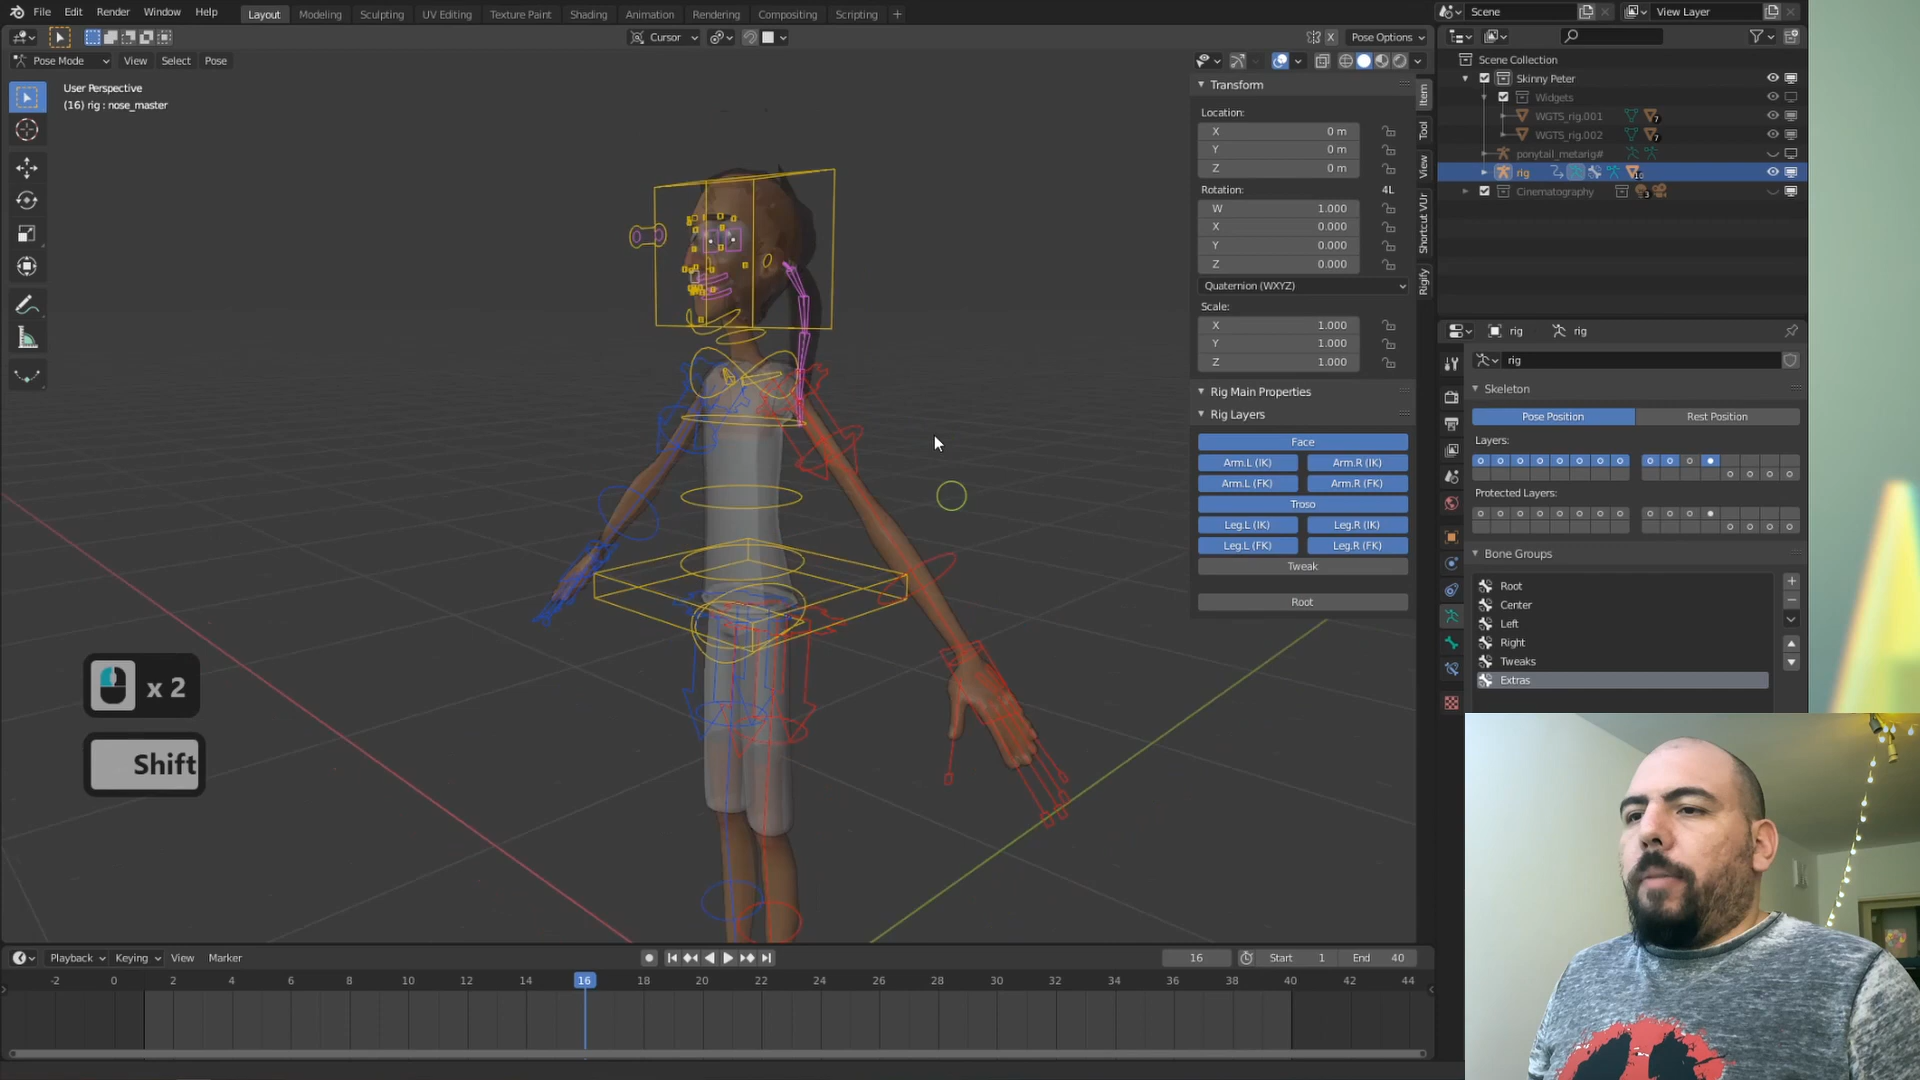 File Edit Render Window Help
Layout Modeling Sculpting UV Editing Texture Paint Shading Animation Rendering Compositing Scripting +
Scene
View Layer
Cursor
X
Pose Options
Pose Mode View Select Pose
User Perspective
(16) rig : nose_master
Transform
Location:
X 0 m
Y 0 m
Z 0 m
Rotation: 4L
W 1.000
X 0.000
Y 0.000
Z 0.000
Quaternion (WXYZ)
Scale:
X 1.000
Y 1.000
Z 1.000
Rig Main Properties
Rig Layers
Face
Arm.L (IK) Arm.R (IK)
Arm.L (FK) Arm.R (FK)
Troso
Leg.L (IK) Leg.R (IK)
Leg.L (FK) Leg.R (FK)
Tweak
Root
Item
Tool
View
Shortcut VUr
Rigify
Scene Collection
Skinny Peter
Widgets
WGTS_rig.001 7
WGTS_rig.002 7
ponytail_metarig#
rig 10
Cinematography 3
rig rig
rig
Skeleton
Pose Position Rest Position
Layers:
Protected Layers:
Bone Groups
Root
Center
Left
Right
Tweaks
Extras
x 2
Shift
Playback Keying View Marker
16 Start 1 End 40
-2 0 2 4 6 8 10 12 14 16 18 20 22 24 26 28 30 32 34 36 38 40 42 44